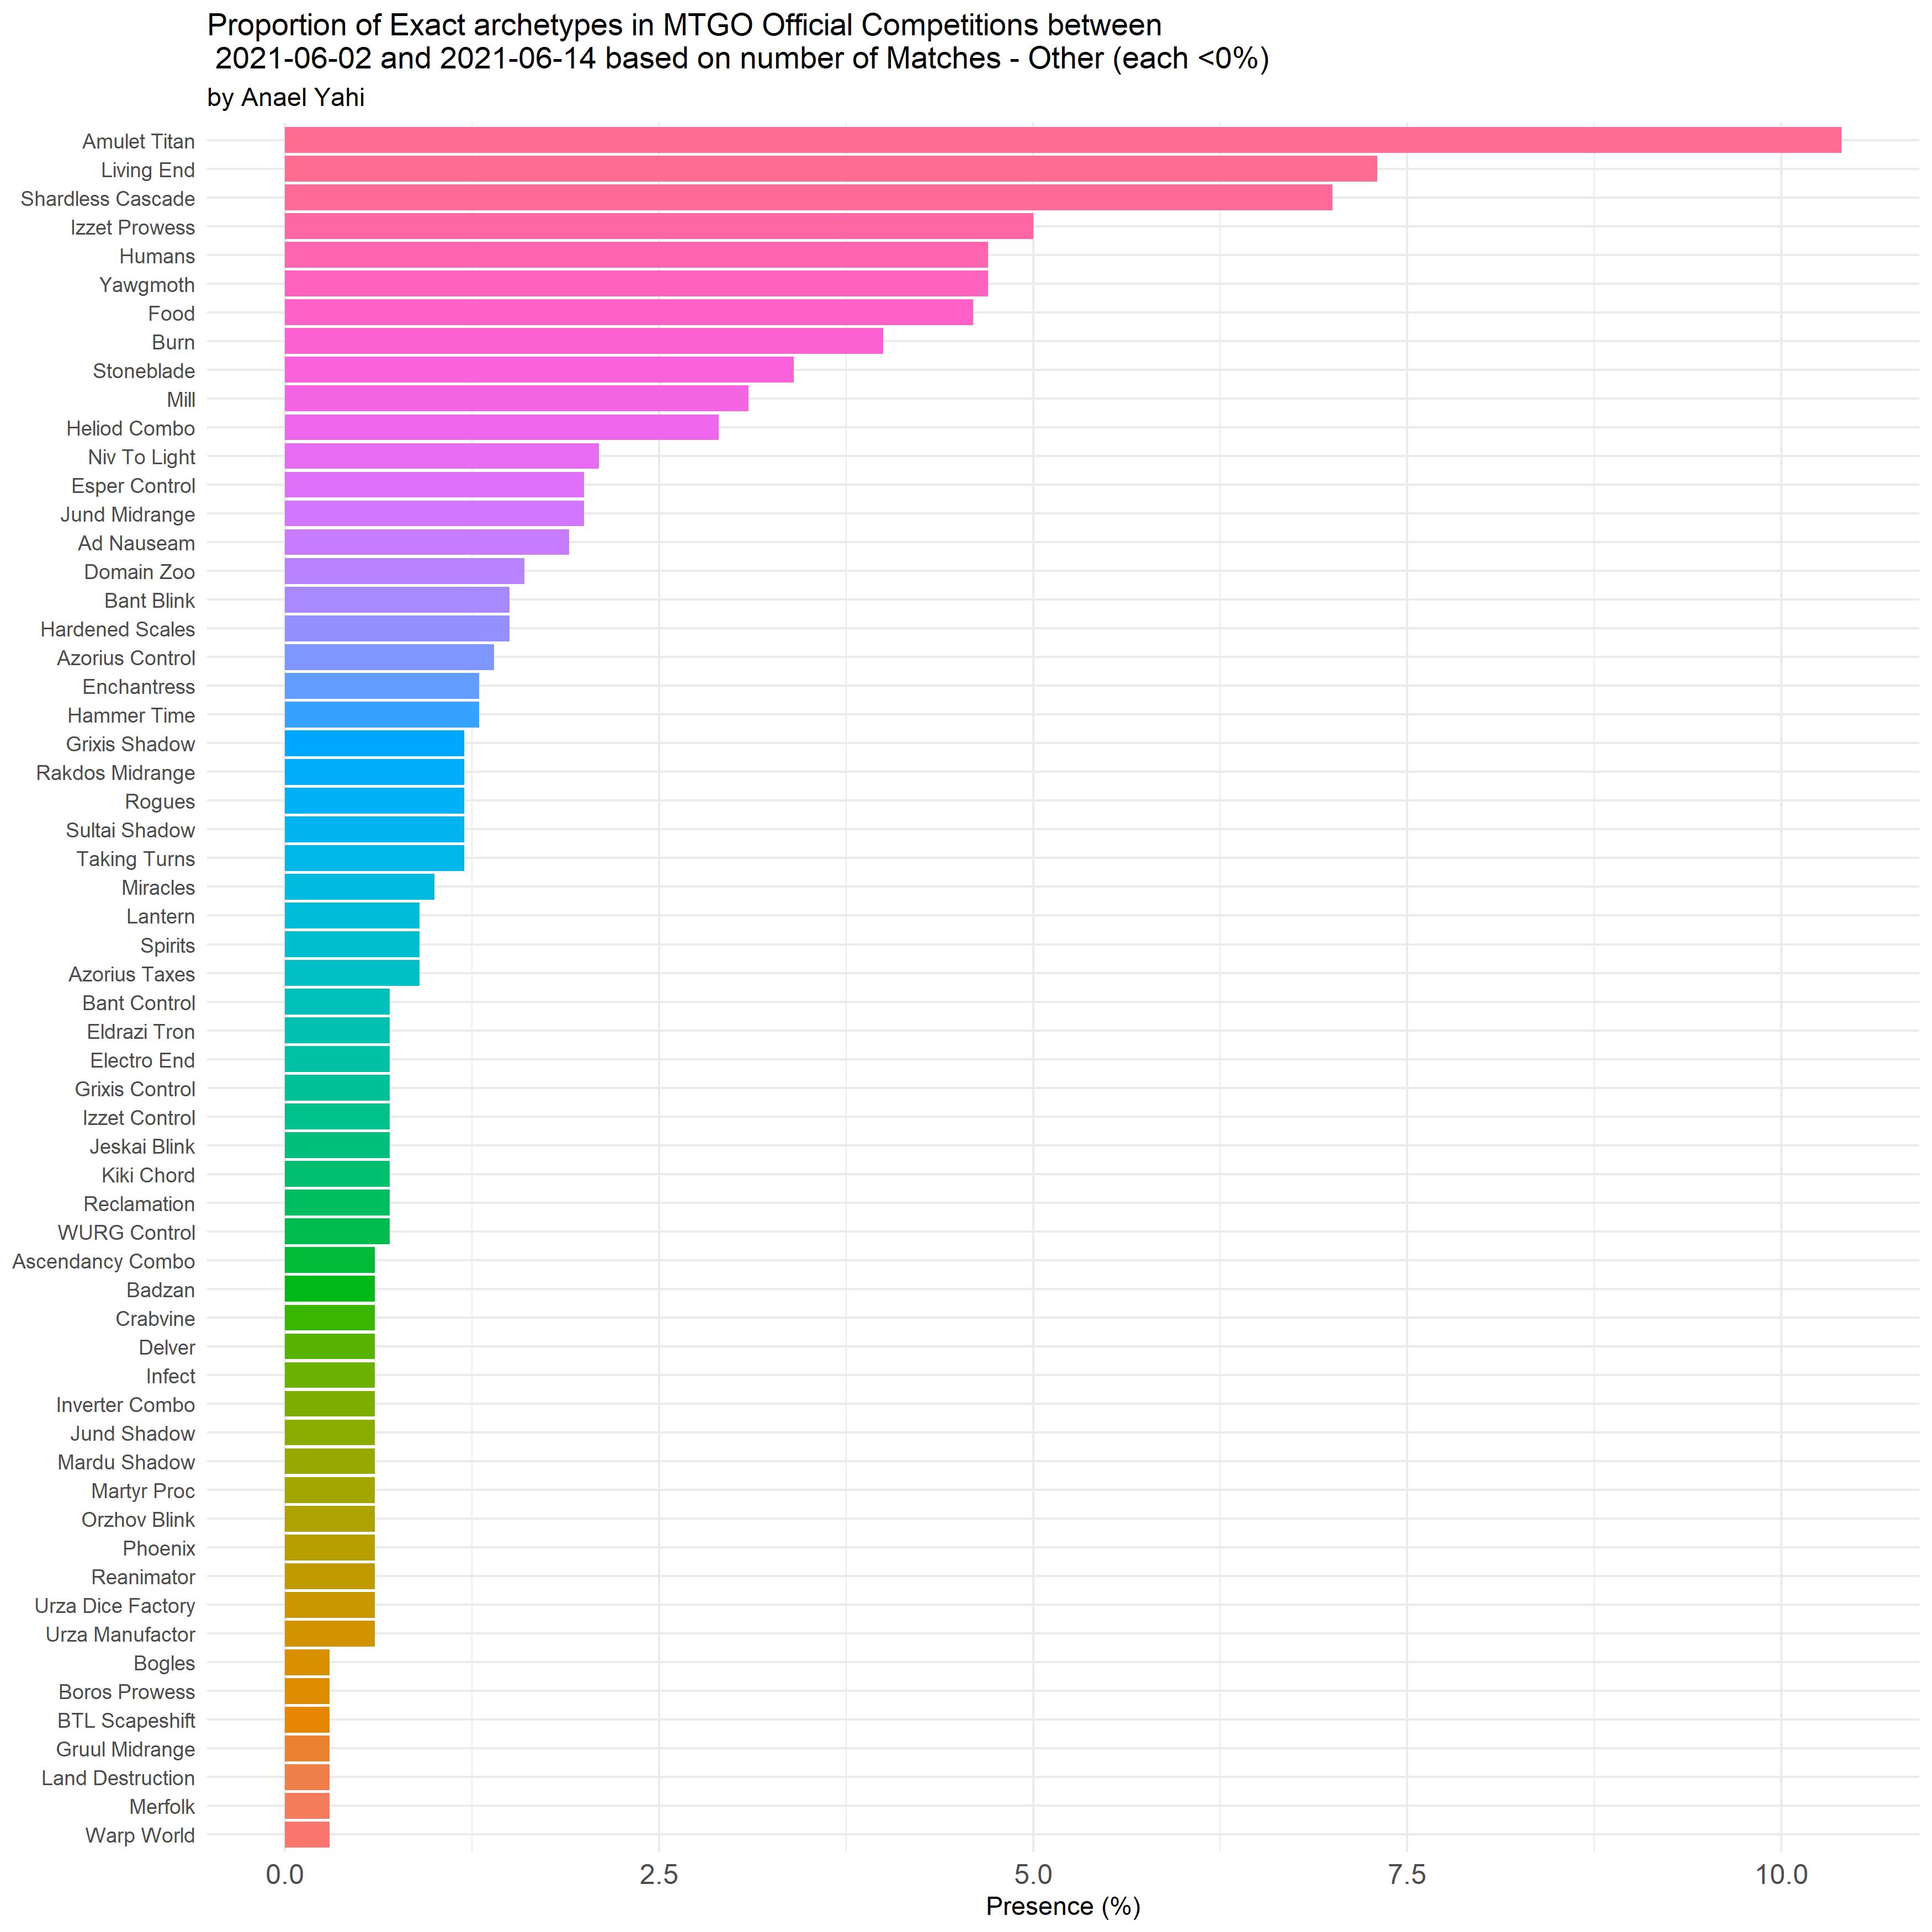 Proportion of Exact archetypes in MTGO Official Competitions between
2021-06-02 and 2021-06-14 based on number of Matches - Other (each <0%)
by Anael Yahi
Amulet Titan
Living End
Shardless Cascade
Izzet Prowess
Humans
Yawgmoth
Food
Burn
Stoneblade
Mill
Heliod Combo
Niv To Light
Esper Control
Jund Midrange
Ad Nauseam
Domain Zoo
Bant Blink
Hardened Scales
Azorius Control
Enchantress
Hammer Time
Grixis Shadow
Rakdos Midrange
Rogues
Sultai Shadow
Taking Turns
Miracles
Lantern
Spirits
Azorius Taxes
Bant Control
Eldrazi Tron
Electro End
Grixis Control
Izzet Control
Jeskai Blink
Kiki Chord
Reclamation
WURG Control
Ascendancy Combo
Badzan
Crabvine
Delver
Infect
Inverter Combo
Jund Shadow
Mardu Shadow
Martyr Proc
Orzhov Blink
Phoenix
Reanimator
Urza Dice Factory
Urza Manufactor
Bogles
Boros Prowess
BTL Scapeshift
Gruul Midrange
Land Destruction
Merfolk
Warp World
0.0 2.5 5.0 7.5 10.0
Presence (%)